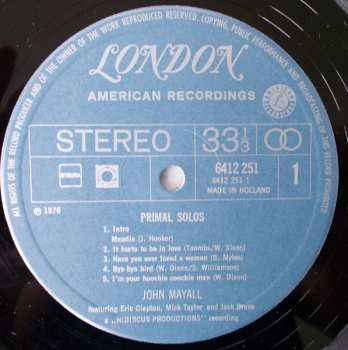 ALL RIGHTS OF THE RECORD PRODUCER AND OF THE OWNER OF THE WORK REPRODUCED RESERVED. COPYING, PUBLIC PERFORMANCE AND BROADCASTING OF THIS RECORD PROHIBITED
LONDON
AMERICAN RECORDINGS
STEREO 33 1/3
STEMRA
6412 251
6412 251.1
MADE IN HOLLAND
1
℗ 1976
PRIMAL SOLOS
1. Intro
Maudie (J. Hooker)
2. It hurts to be in love (Toombs/W. Dixon)
3. Have you ever loved a woman (B. Myles)
4. Bye bye bird (W. Dixon/S. Williamson)
5. I'm your hoochie coochie man (W. Dixon)
JOHN MAYALL
featuring Eric Clapton, Mick Taylor and Jack Bruce
a „HIBISCUS PRODUCTIONS" recording